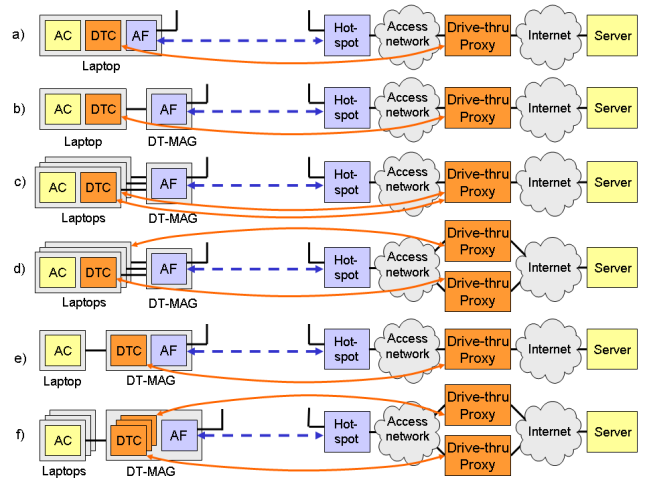 a)
AC
DTC
AF
Laptop
Hot-
spot
Access
network
Drive-thru
Proxy
Internet
Server
b)
AC
DTC
Laptop
AF
DT-MAG
Hot-
spot
Access
network
Drive-thru
Proxy
Internet
Server
c)
AC
DTC
Laptops
AF
DT-MAG
Hot-
spot
Access
network
Drive-thru
Proxy
Internet
Server
d)
AC
DTC
Laptops
AF
DT-MAG
Hot-
spot
Access
network
Drive-thru
Proxy
Drive-thru
Proxy
Internet
Server
e)
AC
Laptop
DTC
AF
DT-MAG
Hot-
spot
Access
network
Drive-thru
Proxy
Internet
Server
f)
AC
Laptops
DTC
AF
DT-MAG
Hot-
spot
Access
network
Drive-thru
Proxy
Drive-thru
Proxy
Internet
Server